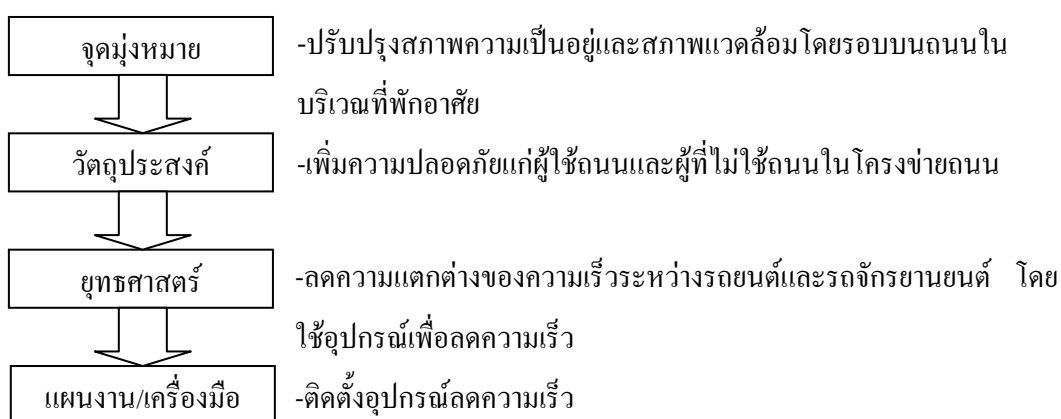 จุดมุ่งหมาย
-ปรับปรุงสภาพความเป็นอยู่และสภาพแวดล้อมโดยรอบบนถนนใน
บริเวณที่พักอาศัย
วัตถุประสงค์
-เพิ่มความปลอดภัยแก่ผู้ใช้ถนนและผู้ที่ไม่ใช้ถนนในโครงข่ายถนน
ยุทธศาสตร์
-ลดความแตกต่างของความเร็วระหว่างรถยนต์และรถจักรยานยนต์ โดย
ใช้อุปกรณ์เพื่อลดความเร็ว
แผนงาน/เครื่องมือ
-ติดตั้งอุปกรณ์ลดความเร็ว